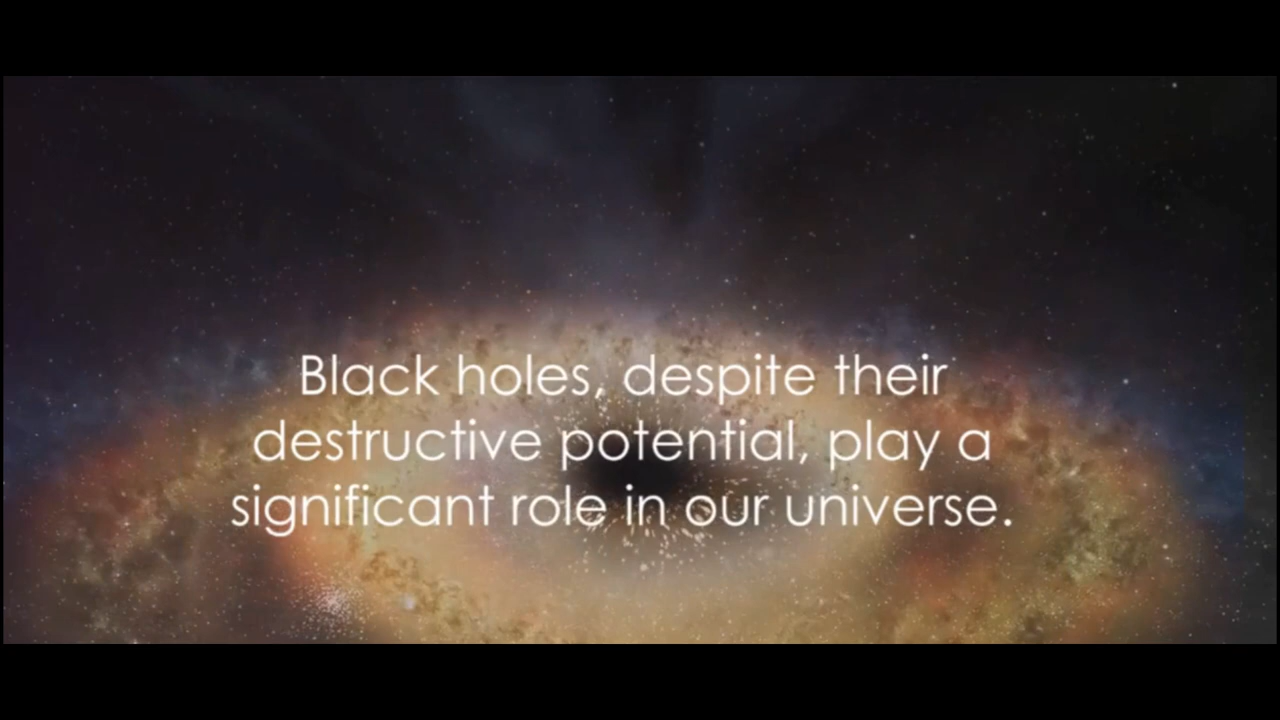 Black holes, despite their
destructive potential, play a
significant role in our universe.